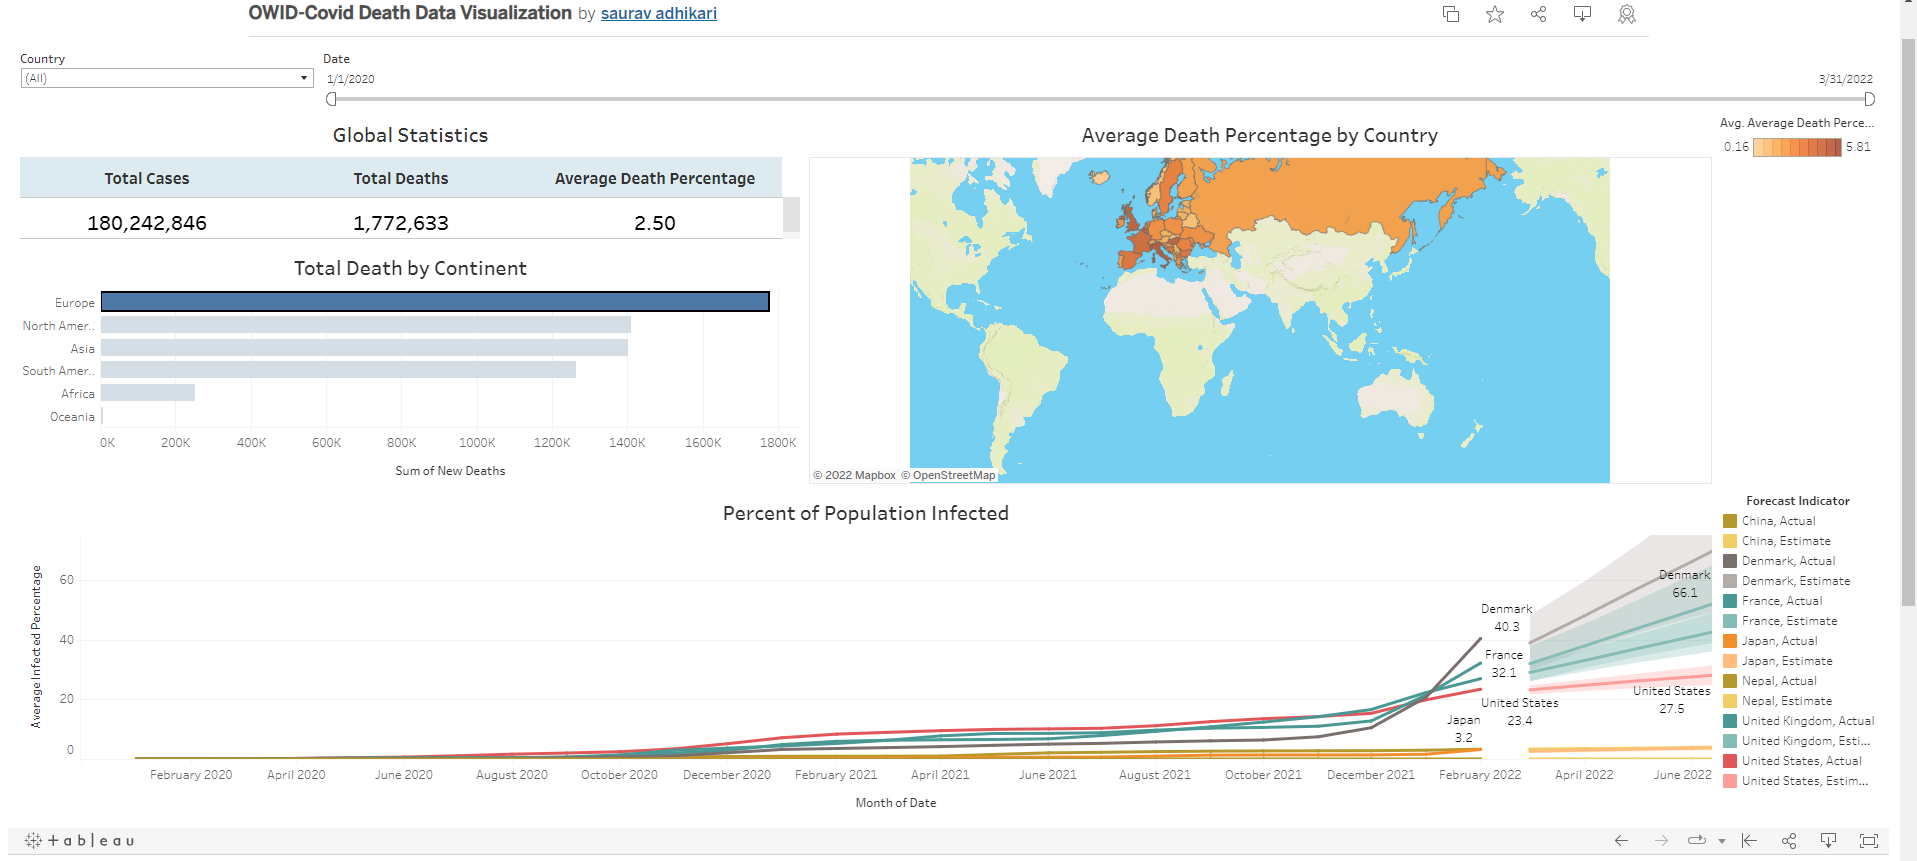 OWID-Covid Death Data Visualization by saurav adhikari
Country
(All)
Date
1/1/2020
3/31/2022
Global Statistics
Total Cases Total Deaths Average Death Percentage
180,242,846 1,772,633 2.50
Total Death by Continent
Europe
North Amer..
Asia
South Amer..
Africa
Oceania
0K 200K 400K 600K 800K 1000K 1200K 1400K 1600K 1800K
Sum of New Deaths
Average Death Percentage by Country
© 2022 Mapbox © OpenStreetMap
Avg. Average Death Perce...
0.16 5.81
Percent of Population Infected
Average Infected Percentage
60
40
20
0
Denmark
66.1
Denmark
40.3
France
32.1
United States
27.5
United States
23.4
Japan
3.2
February 2020 April 2020 June 2020 August 2020 October 2020 December 2020 February 2021 April 2021 June 2021 August 2021 October 2021 December 2021 February 2022 April 2022 June 2022
Month of Date
Forecast Indicator
China, Actual
China, Estimate
Denmark, Actual
Denmark, Estimate
France, Actual
France, Estimate
Japan, Actual
Japan, Estimate
Nepal, Actual
Nepal, Estimate
United Kingdom, Actual
United Kingdom, Esti...
United States, Actual
United States, Estim...
+ a b | e a u